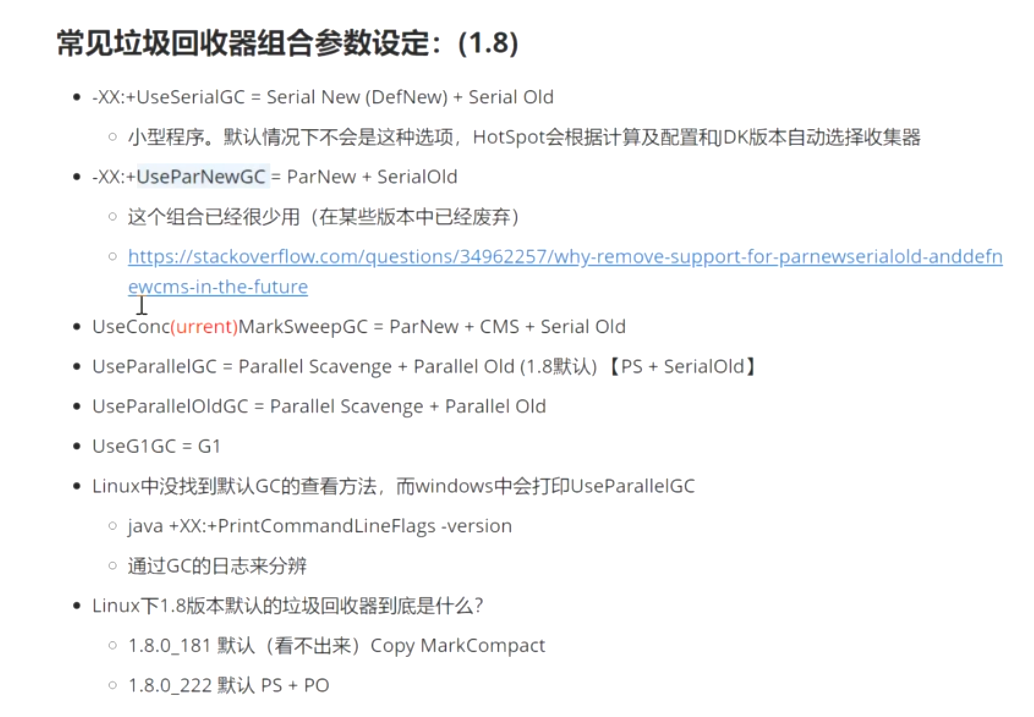 常见垃圾回收器组合参数设定：(1.8)
-XX:+UseSerialGC = Serial New (DefNew) + Serial Old
小型程序。默认情况下不会是这种选项，HotSpot会根据计算及配置和JDK版本自动选择收集器
-XX:+UseParNewGC = ParNew + SerialOld
这个组合已经很少用（在某些版本中已经废弃）
https://stackoverflow.com/questions/34962257/why-remove-support-for-parnewserialold-anddefn
ewcms-in-the-future
UseConc(urrent)MarkSweepGC = ParNew + CMS + Serial Old
UseParallelGC = Parallel Scavenge + Parallel Old (1.8默认) 【PS + SerialOld】
UseParallelOldGC = Parallel Scavenge + Parallel Old
UseG1GC = G1
Linux中没找到默认GC的查看方法，而windows中会打印UseParallelGC
java +XX:+PrintCommandLineFlags -version
通过GC的日志来分辨
Linux下1.8版本默认的垃圾回收器到底是什么？
1.8.0_181 默认（看不出来）Copy MarkCompact
1.8.0_222 默认 PS + PO